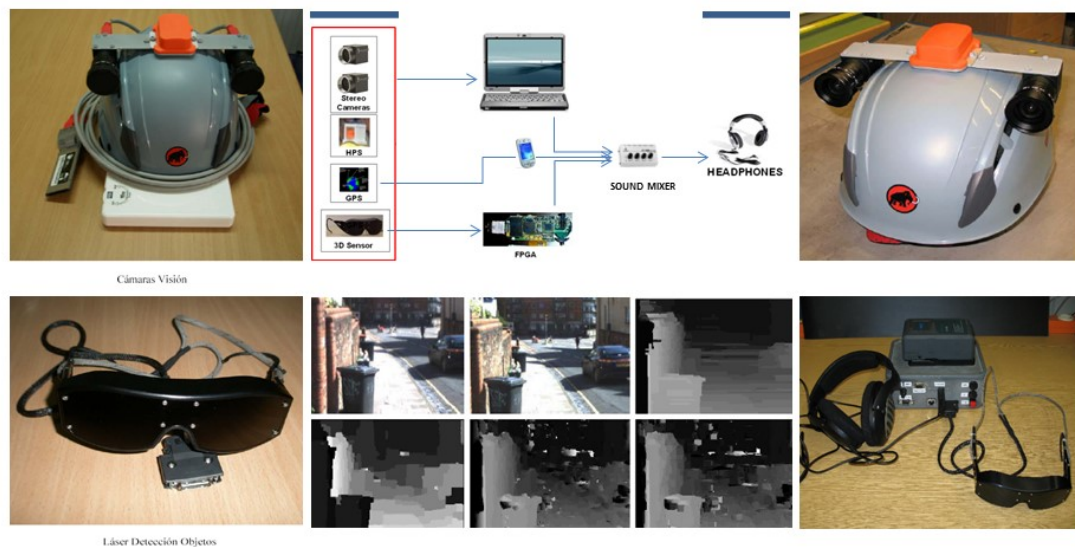 Stereo
Cameras
HPS
GPS
3D Sensor
FPGA
SOUND MIXER
HEADPHONES
Cámaras Visión
Láser Detección Objetos